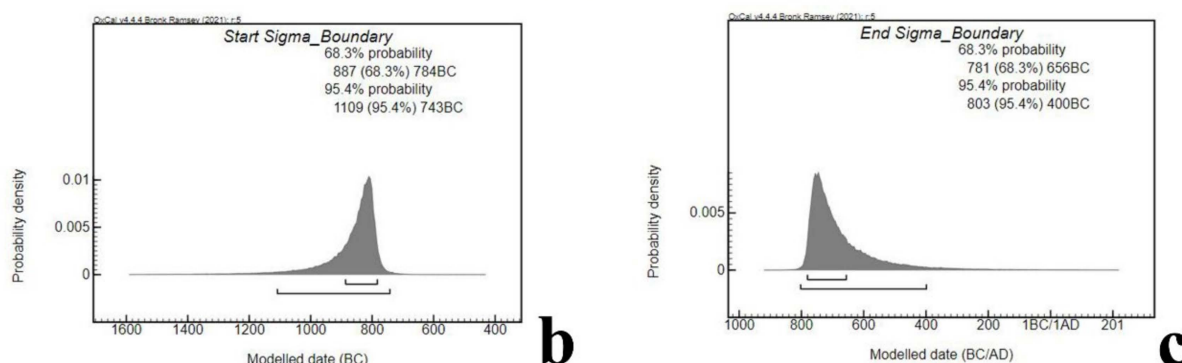 OxCal v4.4.4 Bronk Ramsey (2021); r:5
Start Sigma_Boundary
68.3% probability
887 (68.3%) 784BC
95.4% probability
1109 (95.4%) 743BC
Probability density
0.01
0.005
0
1600 1400 1200 1000 800 600 400
Modelled date (BC)
b
OxCal v4.4.4 Bronk Ramsey (2021); r:5
End Sigma_Boundary
68.3% probability
781 (68.3%) 656BC
95.4% probability
803 (95.4%) 400BC
Probability density
0.005
0
1000 800 600 400 200 1BC/1AD 201
Modelled date (BC/AD)
c